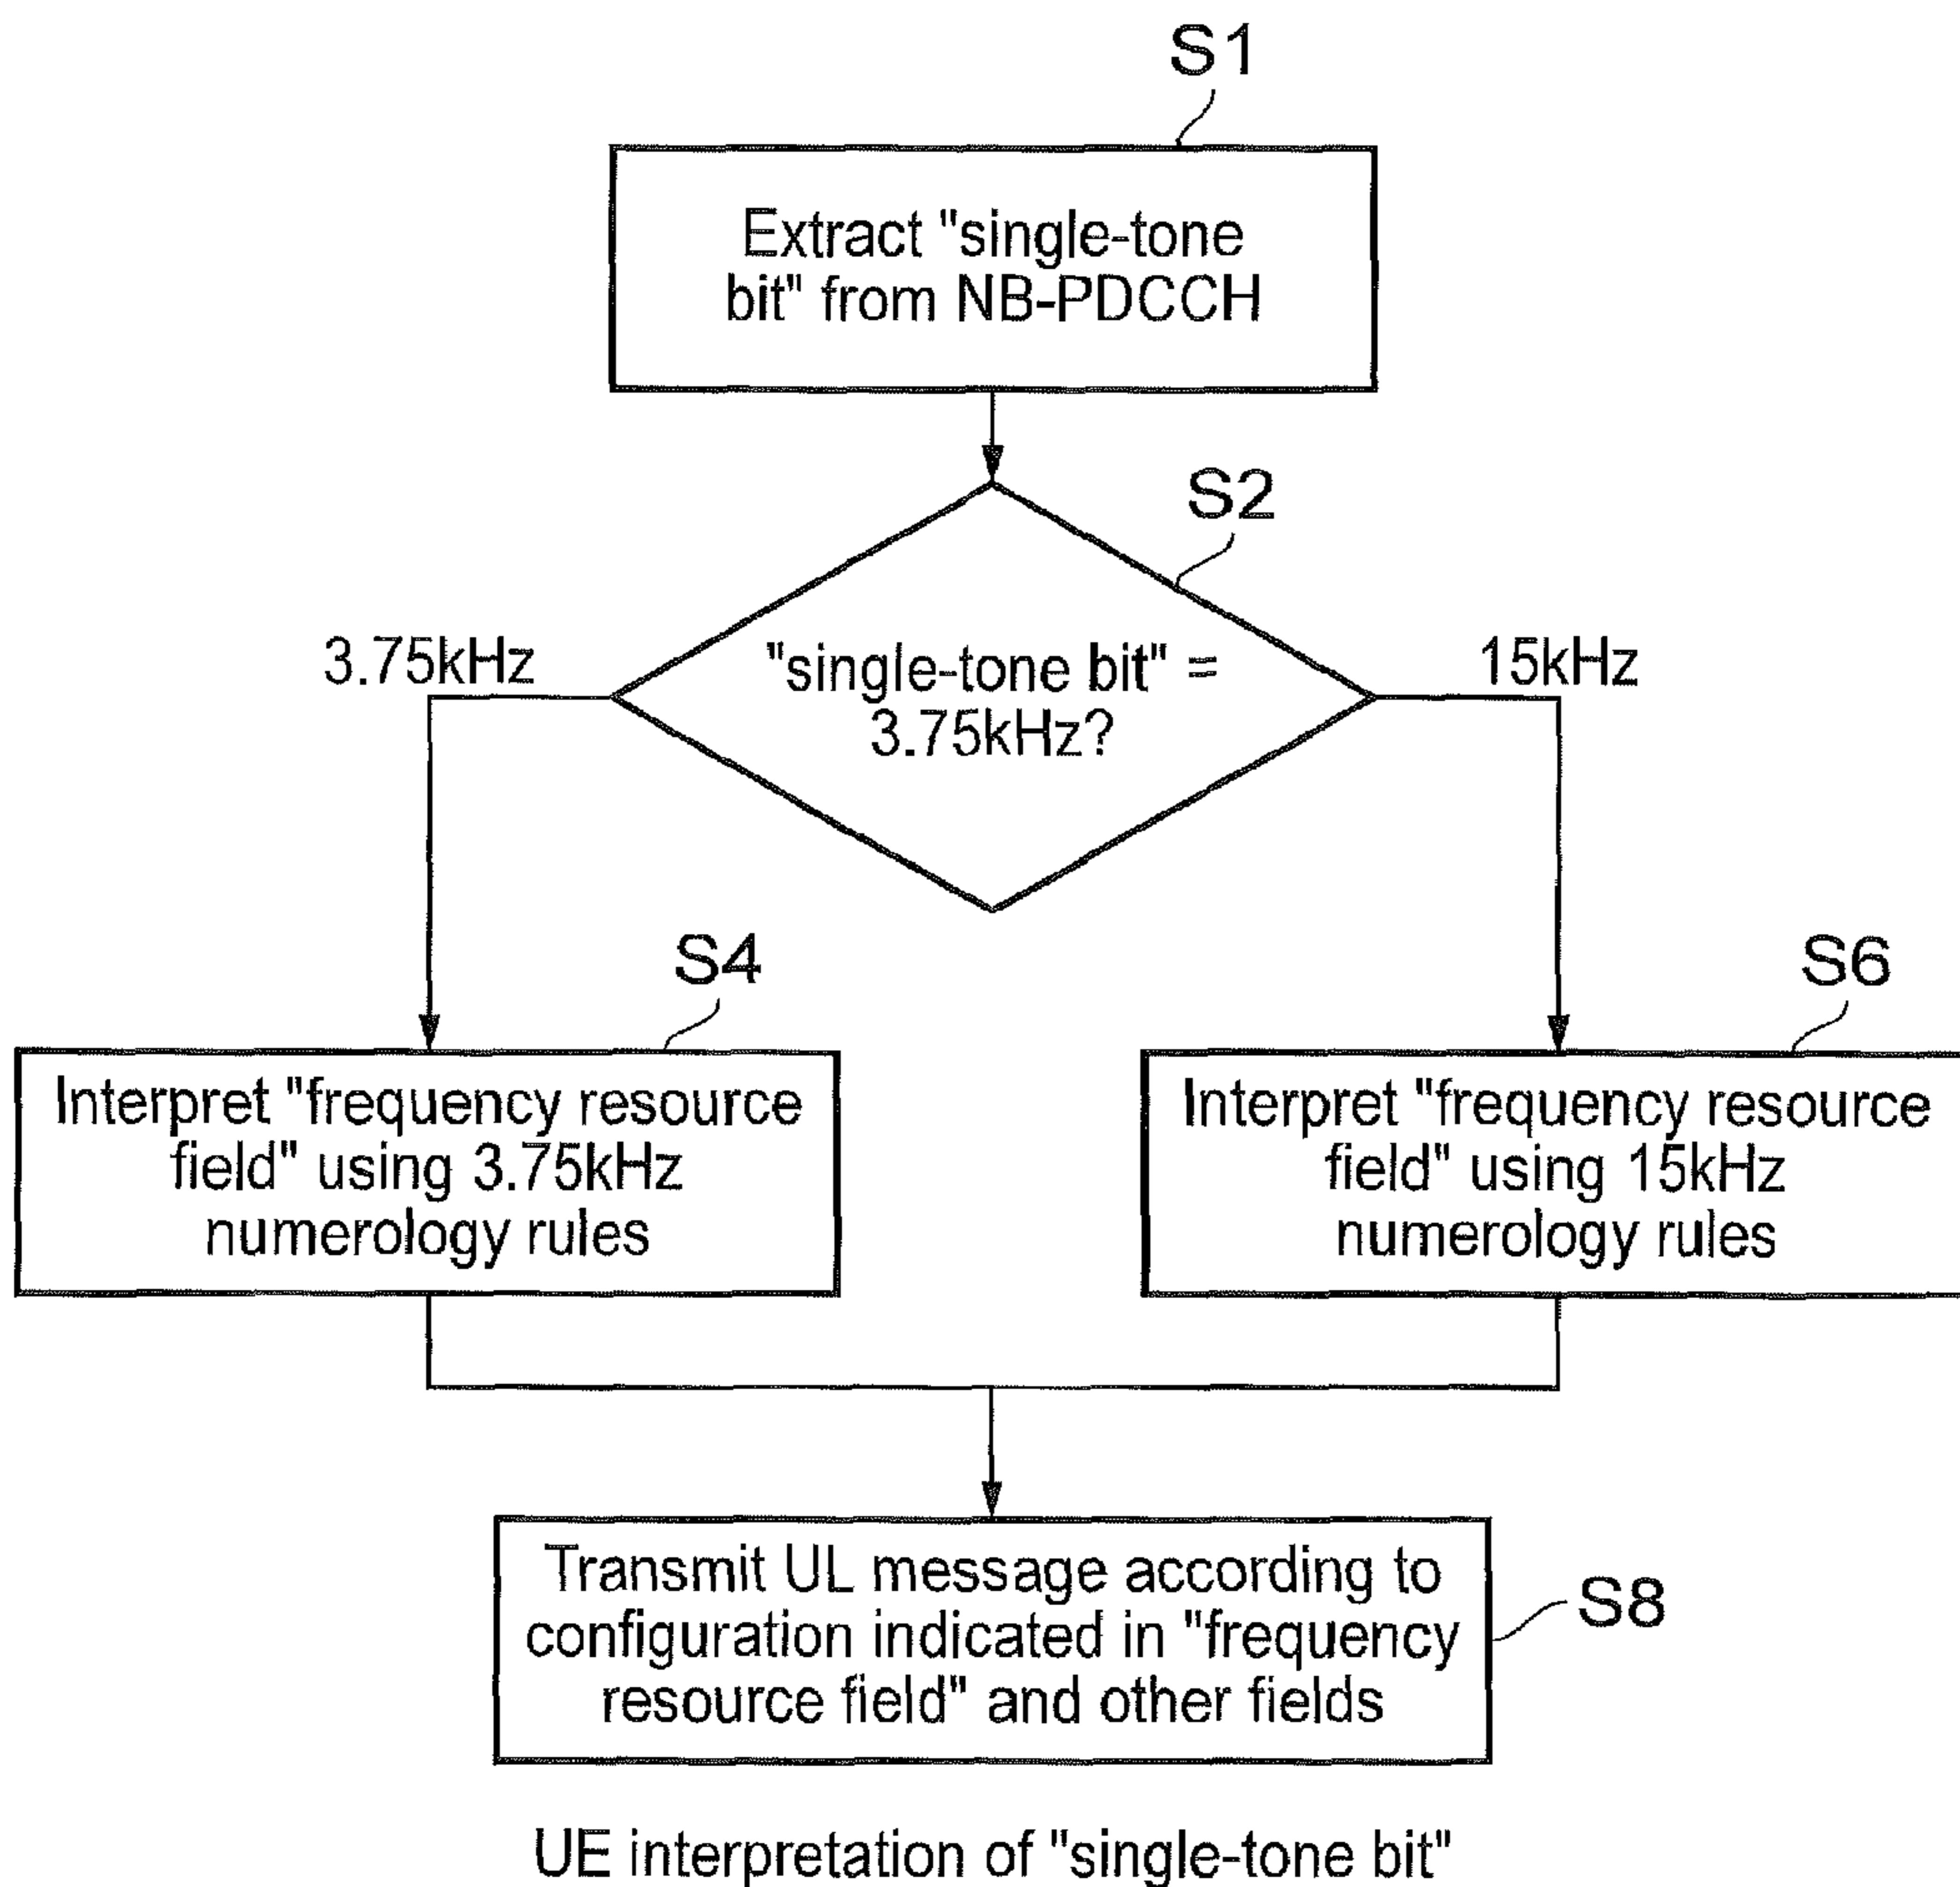 S1
Extract "single-tone
bit" from NB-PDCCH
S2
3.75kHz
"single-tone bit" =
3.75kHz?
15kHz
S4
S6
Interpret "frequency resource
field" using 3.75kHz
numerology rules
Interpret "frequency resource
field" using 15kHz
numerology rules
Transmit UL message according to
configuration indicated in "frequency
resource field" and other fields
S8
UE interpretation of "single-tone bit"